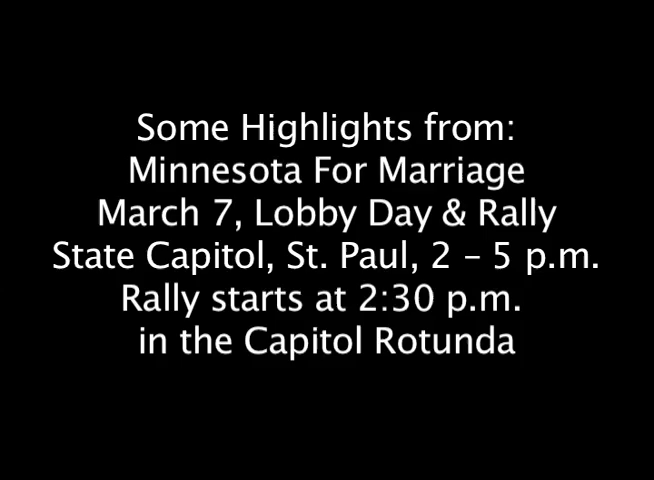 Some Highlights from:
Minnesota For Marriage
March 7, Lobby Day & Rally
State Capitol, St. Paul, 2 – 5 p.m.
Rally starts at 2:30 p.m.
in the Capitol Rotunda